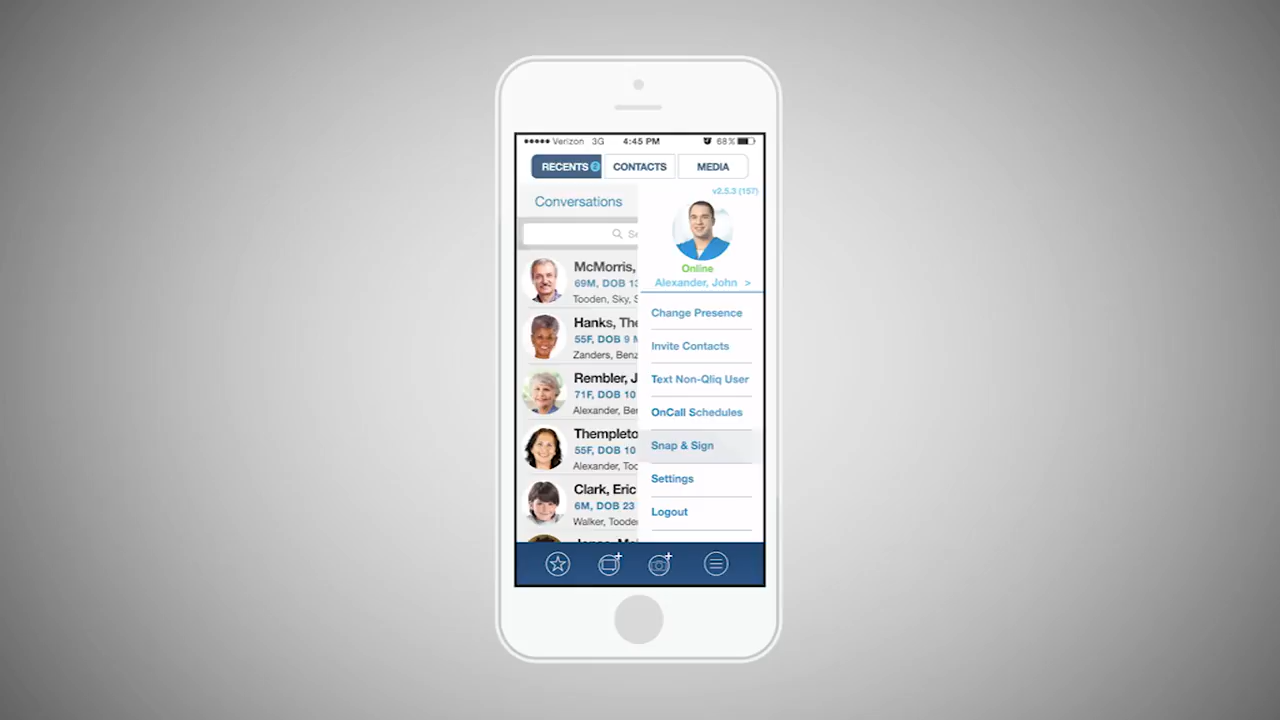 Verizon 3G 4:45 PM 68%
RECENTS CONTACTS MEDIA
v2.5.3 (157)
Conversations
Online
Alexander, John >
McMorris,
69M, DOB 13
Tooden, Sky, S
Change Presence
Hanks, The
55F, DOB 9 M
Zanders, Benz
Invite Contacts
Rembler, J
71F, DOB 10
Alexander, Ber
Text Non-Qliq User
OnCall Schedules
Thempleto
55F, DOB 10
Alexander, Too
Snap & Sign
Clark, Eric
6M, DOB 23
Walker, Toode
Settings
Logout